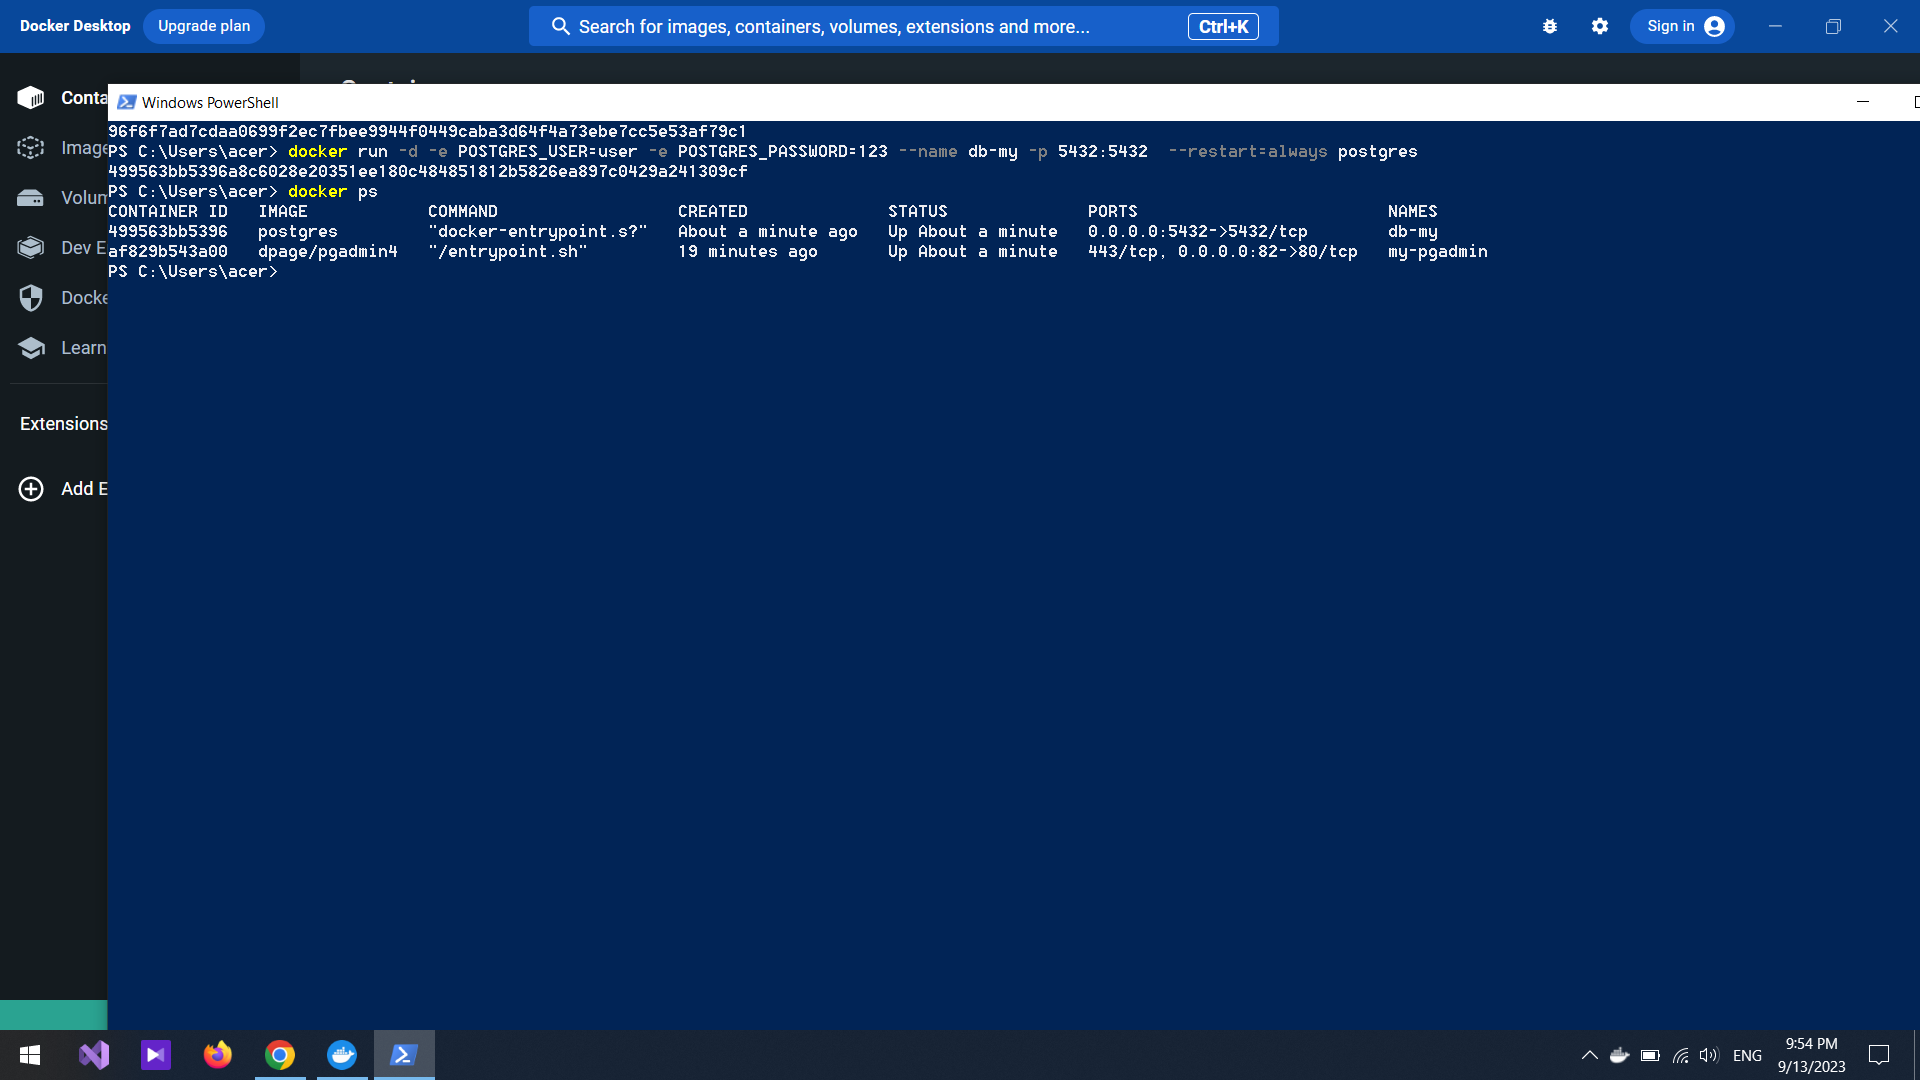 Docker Desktop
Upgrade plan
Search for images, containers, volumes, extensions and more...
Ctrl+K
Sign in
Conta
Image
Volum
Dev E
Docke
Learn
Extensions
Add E
Windows PowerShell
96f6f7ad7cdaa0699f2ec7fbee9944f0449caba3d64f4a73ebe7cc5e53af79c1
PS C:\Users\acer> docker run -d -e POSTGRES_USER=user -e POSTGRES_PASSWORD=123 --name db-my -p 5432:5432  --restart=always postgres
499563bb5396a8c6028e20351ee180c484851812b5826ea897c0429a241309cf
PS C:\Users\acer> docker ps
CONTAINER ID   IMAGE            COMMAND                  CREATED              STATUS              PORTS                         NAMES
499563bb5396   postgres         "docker-entrypoint.s?"   About a minute ago   Up About a minute   0.0.0.0:5432->5432/tcp        db-my
af829b543a00   dpage/pgadmin4   "/entrypoint.sh"         19 minutes ago       Up About a minute   443/tcp, 0.0.0.0:82->80/tcp   my-pgadmin
PS C:\Users\acer>
ENG
9:54 PM
9/13/2023